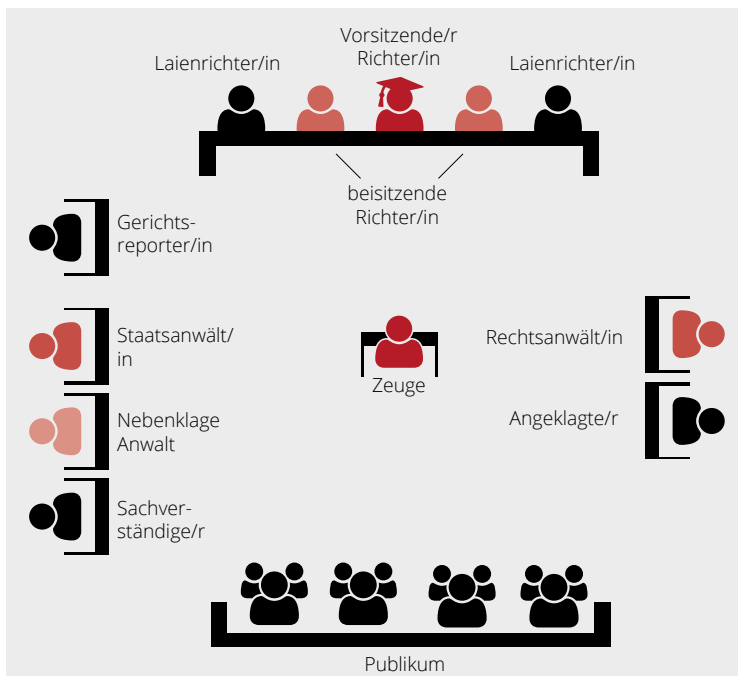 Vorsitzende/r
Richter/in
Laienrichter/in
Laienrichter/in
beisitzende
Richter/in
Gerichts-
reporter/in
Staatsanwält/
in
Zeuge
Rechtsanwält/in
Nebenklage
Anwalt
Angeklagte/r
Sachver-
ständige/r
Publikum